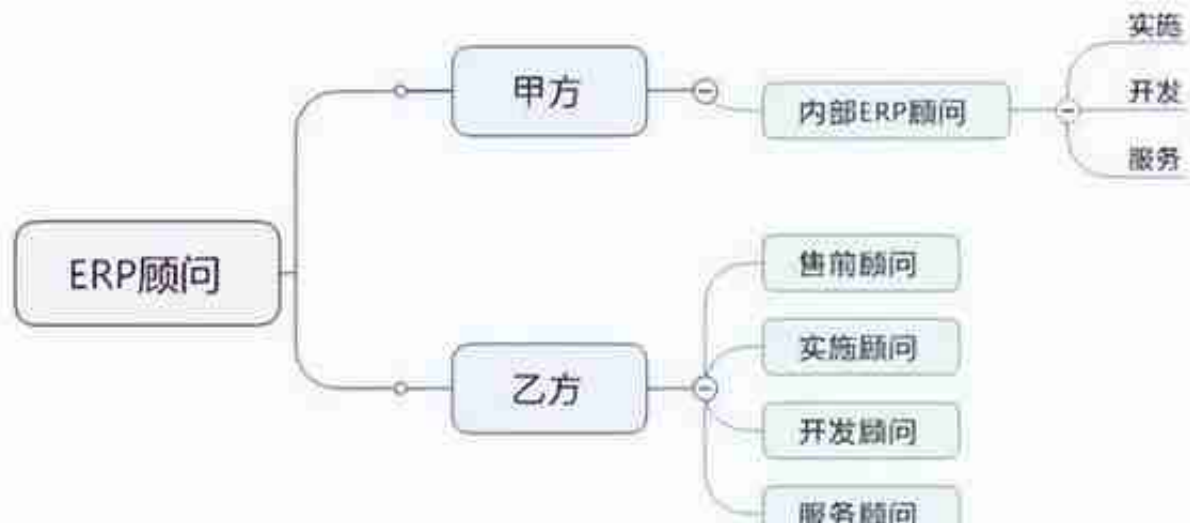 ERP顾问
甲方
内部ERP顾问
实施
开发
服务
乙方
售前顾问
实施顾问
开发顾问
服务顾问